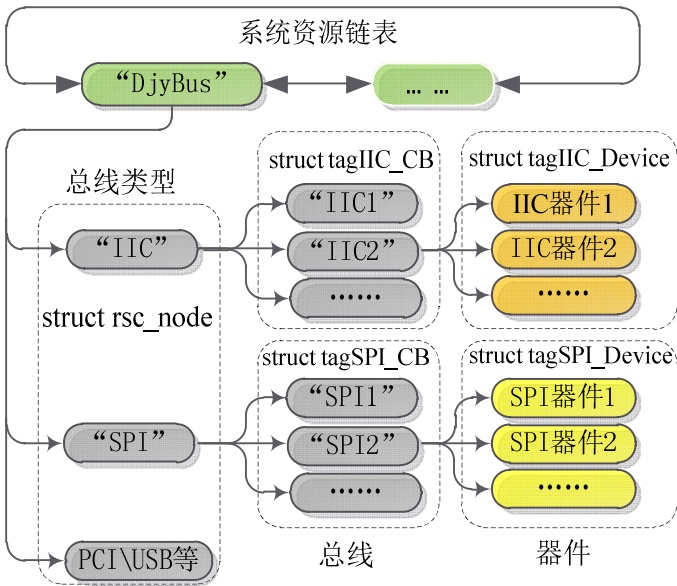 系统资源链表
“DjyBus”
... ...
总线类型
struct tagIIC_CB
struct tagIIC_Device
“IIC”
“IIC1”
“IIC2”
……
IIC器件1
IIC器件2
……
struct rsc_node
struct tagSPI_CB
struct tagSPI_Device
“SPI”
“SPI1”
“SPI2”
……
SPI器件1
SPI器件2
……
PCI\USB等
总线
器件